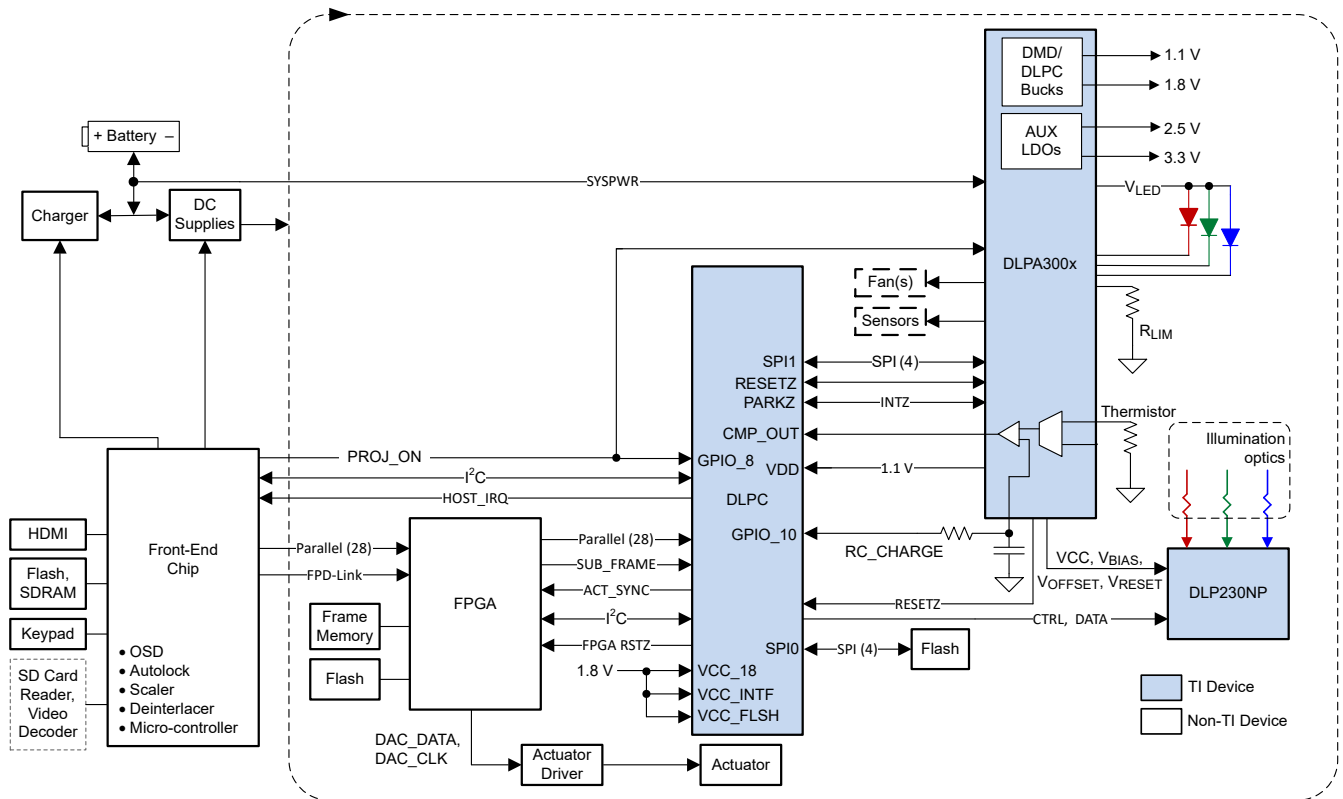 DMD/
DLPC
Bucks
1.1 V
1.8 V
AUX
LDOs
2.5 V
3.3 V
+ Battery –
SYSPWR
VLED
Charger
DC
Supplies
DLPA300x
Fan(s)
Sensors
RLIM
SPI1
SPI (4)
RESETZ
PARKZ
INTZ
CMP_OUT
Thermistor
Illumination
optics
PROJ_ON
GPIO_8
I²C
VDD
1.1 V
HOST_IRQ
DLPC
HDMI
Front-End
Chip
Parallel (28)
FPD-Link
FPGA
Parallel (28)
SUB_FRAME
ACT_SYNC
I²C
FPGA RSTZ
GPIO_10
RC_CHARGE
VCC, VBIAS,
VOFFSET, VRESET
DLP230NP
Flash,
SDRAM
Keypad
Frame
Memory
Flash
RESETZ
CTRL, DATA
SPI0
SPI (4)
Flash
SD Card
Reader,
Video
Decoder
• OSD
• Autolock
• Scaler
• Deinterlacer
• Micro-controller
1.8 V
VCC_18
VCC_INTF
VCC_FLSH
TI Device
Non-TI Device
DAC_DATA,
DAC_CLK
Actuator
Driver
Actuator